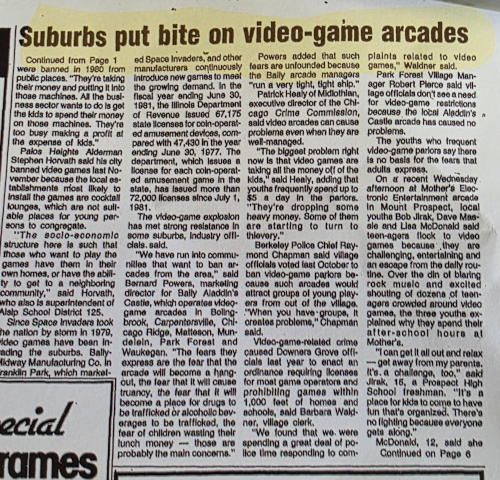 Suburbs put bite on video-game arcades
Continued from Page 1
were banned in 1980 from
public places. "They're taking
their money and putting it into
those machines. All the busi-
ness sector wants to do is get
the kids to spend their money
on those machines. They're
too busy making a profit at
the expense of kids."
Palos Heights Alderman
Stephen Horvath said his city
banned video games last No-
vember because the local es-
tablishments most likely to
install the games are cocktail
lounges, which are not suit-
able places for young per-
sons to congregate.
"The socio-economic
structure here is such that
those who want to play the
games have them in their
own homes, or have the abili-
ty to get to a neighboring
community," said Horvath,
who also is superintendent of
Alsip School District 125.
Since Space Invaders took
the nation by storm in 1979,
video games have been in-
vading the suburbs. Bally-
Midway Manufacturing Co. in
Franklin Park, which market-
ed Space Invaders, and other
manufacturers continuously
introduce new games to meet
the growing demand. In the
fiscal year ending June 30,
1981, the Illinois Department
of Revenue issued 67,175
state licenses for coin-operat-
ed amusement devices, com-
pared with 47,430 in the year
ending June 30, 1977. The
department, which issues a
license for each coin-operat-
ed amusement game in the
state, has issued more than
72,000 licenses since July 1,
1981.
The video-game explosion
has met strong resistance in
some suburbs, industry offi-
cials. said.
"We have run into commu-
nities that want to ban ar-
cades from the area," said
Bernard Powers, marketing
director for Bally Aladdin's
Castle, which operates video-
game arcades in Boling-
brook, Carpentersville, Chi-
cago Ridge, Matteson, Mun-
delein, Park Forest and
Waukegan. "The fears they
express are the fear that the
arcade will become a hang-
out, the fear that it will cause
truancy, the fear that it will
become a place for drugs to
be trafficked or alcoholic bev-
erages to be trafficked, the
fear of children wasting their
lunch money — those are
probably the main concerns."
Powers added that such
fears are unfounded because
the Bally arcade managers
"run a very tight, tight ship."
Patrick Healy of Midlothian,
executive director of the Chi-
cago Crime Commission,
said video arcades can cause
problems even when they are
well-managed.
"The biggest problem right
now is that video games are
taking all the money off of the
kids," said Healy, adding that
youths frequently spend up to
$5 a day in the parlors.
"They're dropping some
heavy money. Some of them
are starting to turn to
thievery."
Berkeley Police Chief Ray-
mond Chapman said village
officials voted last October to
ban video-game parlors be-
cause such arcades would
attract groups of young play-
ers from out of the village.
"When you have groups, it
creates problems," Chapman
said.
Video-game-related crime
caused Downers Grove offi-
cials last year to enact an
ordinance requiring licenses
for most game operators and
prohibiting games within
1,000 feet of homes and
schools, said Barbara Wald-
ner, village clerk.
"We found that we were
spending a great deal of po-
lice time responding to com-
plaints related to video
games," Waldner said.
Park Forest Village Man-
ager Robert Pierce said vil-
lage officials don't see a need
for video-game restrictions
because the local Aladdin's
Castle arcade has caused no
problems.
The youths who frequent
video-game parlors say there
is no basis for the fears that
adults express.
On a recent Wednesday
afternoon at Mother's Elec-
tronic Entertainment arcade
in Mount Prospect, local
youths Bob Jirak, Dave Mas-
sie and Lisa McDonald said
teen-agers flock to video
games because they are
challenging, entertaining and
an escape from the daily rou-
tine. Over the din of blaring
rock music and excited
shouting of dozens of teen-
agers crowded around video
games, the three youths ex-
plained why they spend their
after-school hours at
Mother's.
"I can get it all out and relax
— get away from my parents.
It's a challenge, too." said
Jirak, 15, a Prospect High
School freshman. "It's a
place for kids to come to have
fun that's organized. There's
no fighting because everyone
gets along."
McDonald, 12, said she
Continued on Page 6
ecial
rames